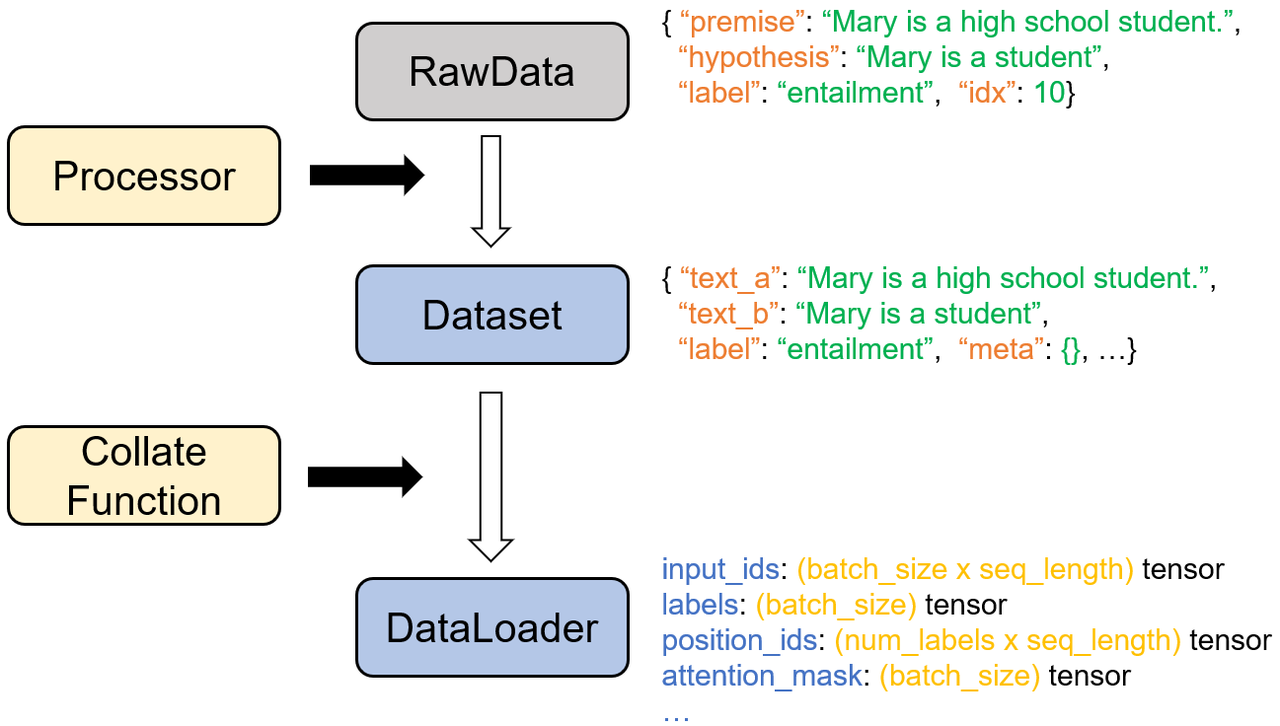 RawData
{ “premise”: “Mary is a high school student.”,
“hypothesis”: “Mary is a student”,
“label”: “entailment”, “idx”: 10}
Processor
Dataset
{ “text_a”: “Mary is a high school student.”,
“text_b”: “Mary is a student”,
“label”: “entailment”, “meta”: {}, …}
Collate
Function
DataLoader
input_ids: (batch_size x seq_length) tensor
labels: (batch_size) tensor
position_ids: (num_labels x seq_length) tensor
attention_mask: (batch_size) tensor
…